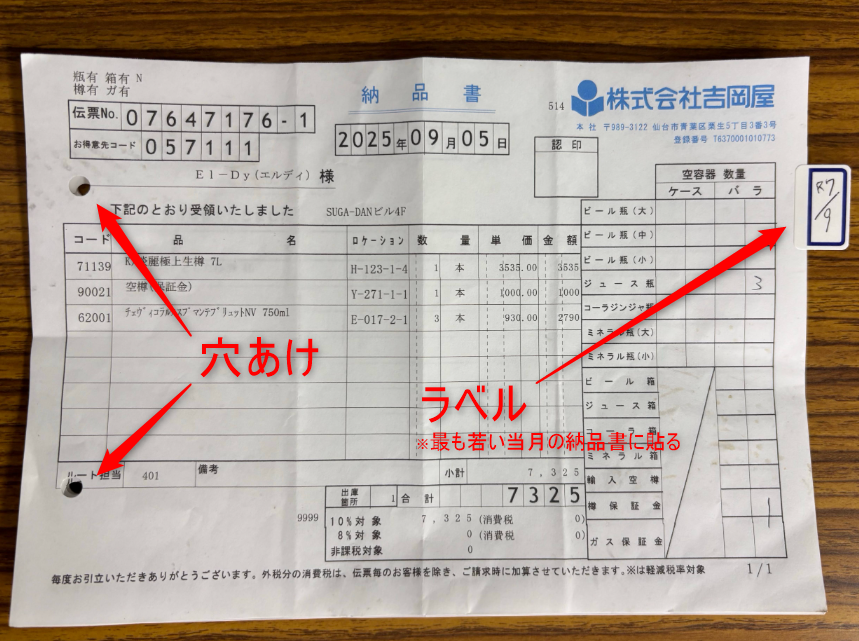 瓶有 箱有 N
樽有 ガ有
伝票No. 07647176-1
お得意先コード 057111
納品書
2025年09月05日
514 株式会社吉岡屋
本 社 〒989-3122 仙台市青葉区栗生5丁目3番3号
登録番号 T6370001010773
認印
El-Dy(エルディ) 様
下記のとおり受領いたしました SUGA-DANビル4F
コード 品名 ロケーション 数量 単価 金額
71139 麗極上生樽 7L H-123-1-4 1 本 3535.00 3535
90021 空樽(保証金) Y-271-1-1 1 本 1000.00 1000
62001 NV 750ml E-017-2-1 3 本 930.00 2790
空容器 数量
ケース バラ
ビール瓶(大)
ビール瓶(中)
ビール瓶(小)
ジュース瓶 3
コーラジンジャ瓶
ミネラル瓶(大)
ミネラル瓶(小)
ビール箱
ジュース箱
コーラ箱
ミネラル箱
輸入空樽
樽保証金 1
ガス保証金
R7/9
穴あけ
ラベル
※最も若い当月の納品書に貼る
ルート担当 401 備考
小計 7,325
出庫箇所 1 合計 7325
9999 10%対象 7,325 (消費税 0)
8%対象 0 (消費税 0)
非課税対象 0
毎度お引立いただきありがとうございます。外税分の消費税は、伝票毎のお客様を除き、ご請求時に加算させていただきます。※は軽減税率対象 1/1